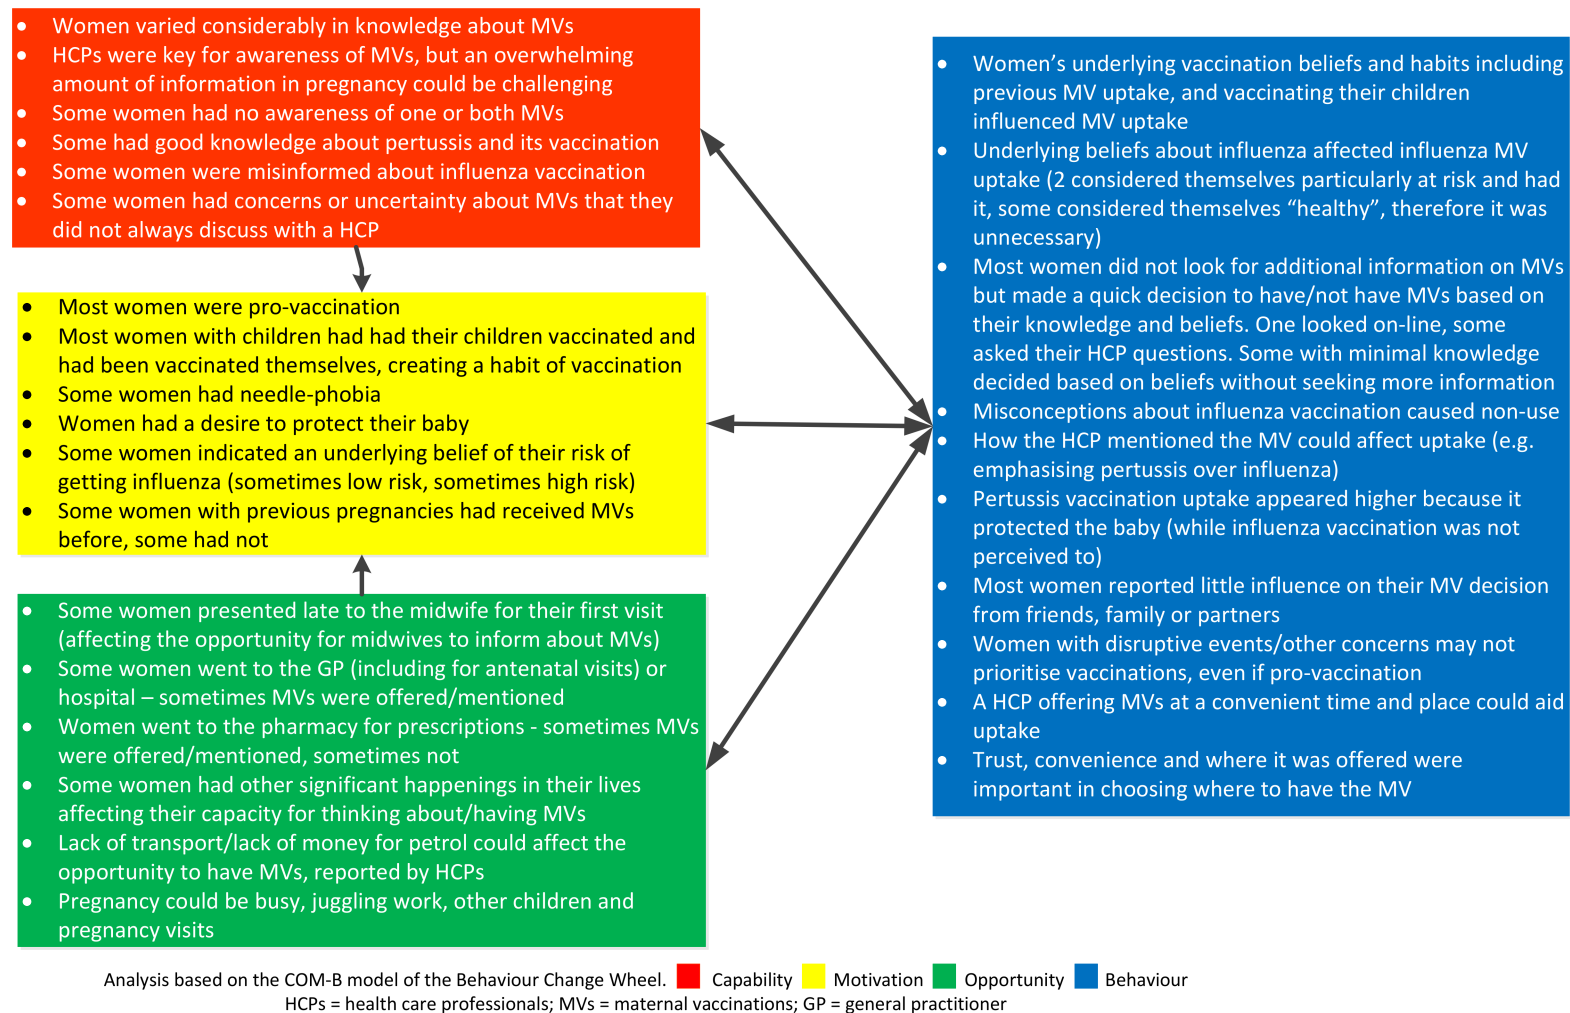 • Women varied considerably in knowledge about MVs
• HCPs were key for awareness of MVs, but an overwhelming
amount of information in pregnancy could be challenging
• Some women had no awareness of one or both MVs
• Some had good knowledge about pertussis and its vaccination
• Some women were misinformed about influenza vaccination
• Some women had concerns or uncertainty about MVs that they
did not always discuss with a HCP
• Most women were pro-vaccination
• Most women with children had had their children vaccinated and
had been vaccinated themselves, creating a habit of vaccination
• Some women had needle-phobia
• Women had a desire to protect their baby
• Some women indicated an underlying belief of their risk of
getting influenza (sometimes low risk, sometimes high risk)
• Some women with previous pregnancies had received MVs
before, some had not
• Some women presented late to the midwife for their first visit
(affecting the opportunity for midwives to inform about MVs)
• Some women went to the GP (including for antenatal visits) or
hospital – sometimes MVs were offered/mentioned
• Women went to the pharmacy for prescriptions - sometimes MVs
were offered/mentioned, sometimes not
• Some women had other significant happenings in their lives
affecting their capacity for thinking about/having MVs
• Lack of transport/lack of money for petrol could affect the
opportunity to have MVs, reported by HCPs
• Pregnancy could be busy, juggling work, other children and
pregnancy visits
• Women’s underlying vaccination beliefs and habits including
previous MV uptake, and vaccinating their children
influenced MV uptake
• Underlying beliefs about influenza affected influenza MV
uptake (2 considered themselves particularly at risk and had
it, some considered themselves “healthy”, therefore it was
unnecessary)
• Most women did not look for additional information on MVs
but made a quick decision to have/not have MVs based on
their knowledge and beliefs. One looked on-line, some
asked their HCP questions. Some with minimal knowledge
decided based on beliefs without seeking more information
• Misconceptions about influenza vaccination caused non-use
• How the HCP mentioned the MV could affect uptake (e.g.
emphasising pertussis over influenza)
• Pertussis vaccination uptake appeared higher because it
protected the baby (while influenza vaccination was not
perceived to)
• Most women reported little influence on their MV decision
from friends, family or partners
• Women with disruptive events/other concerns may not
prioritise vaccinations, even if pro-vaccination
• A HCP offering MVs at a convenient time and place could aid
uptake
• Trust, convenience and where it was offered were
important in choosing where to have the MV
Analysis based on the COM-B model of the Behaviour Change Wheel. Capability Motivation Opportunity Behaviour
HCPs = health care professionals; MVs = maternal vaccinations; GP = general practitioner